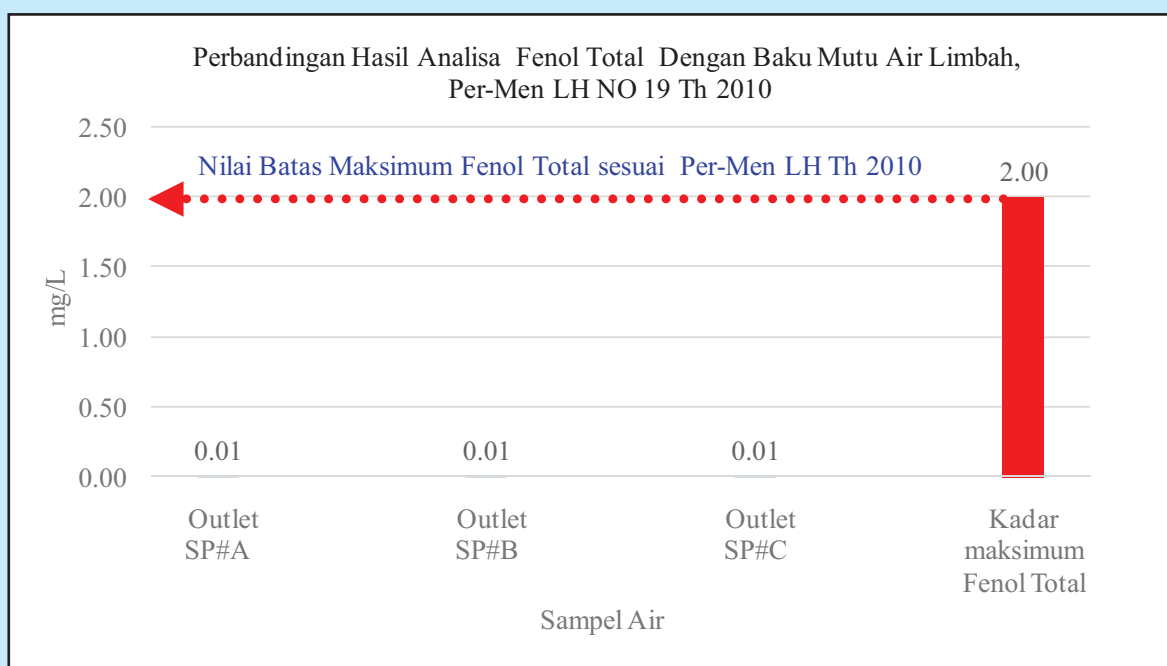 Perbandingan Hasil Analisa Fenol Total Dengan Baku Mutu Air Limbah,
Per-Men LH NO 19 Th 2010
2.50
Nilai Batas Maksimum Fenol Total sesuai Per-Men LH Th 2010
2.00
2.00
1.50
mg/L
1.00
0.50
0.01
0.01
0.01
0.00
Outlet
SP#A
Outlet
SP#B
Outlet
SP#C
Kadar
maksimum
Fenol Total
Sampel Air